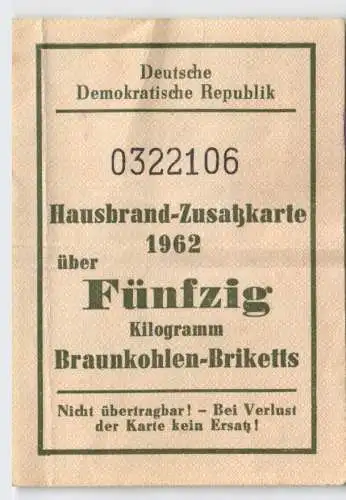 Deutsche
Demokratische Republik
0322106
Hausbrand-Zusatzkarte
1962
über
Fünfzig
Kilogramm
Braunkohlen-Briketts
Nicht übertragbar! – Bei Verlust
der Karte kein Ersatz!